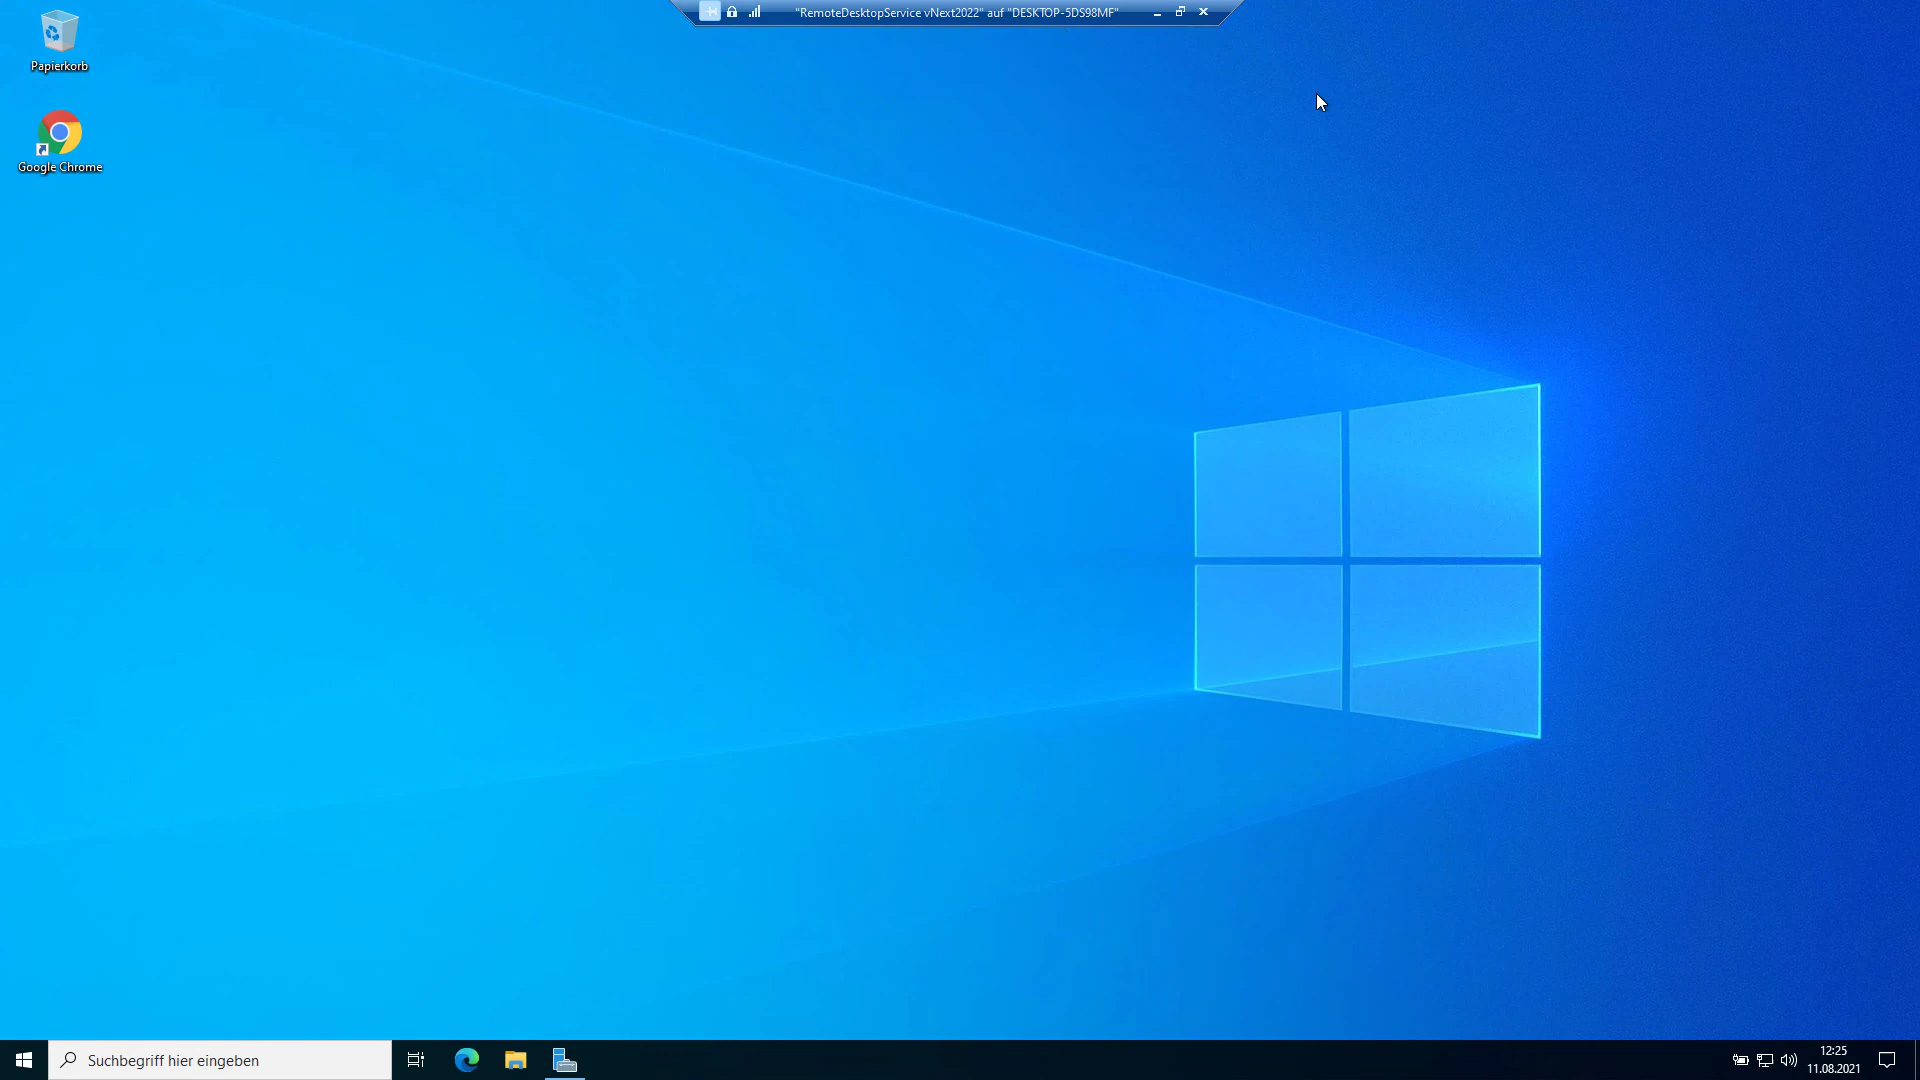 "RemoteDesktopService vNext2022" auf "DESKTOP-5DS98MF"
Papierkorb
Google Chrome
Suchbegriff hier eingeben
12:25
11.08.2021